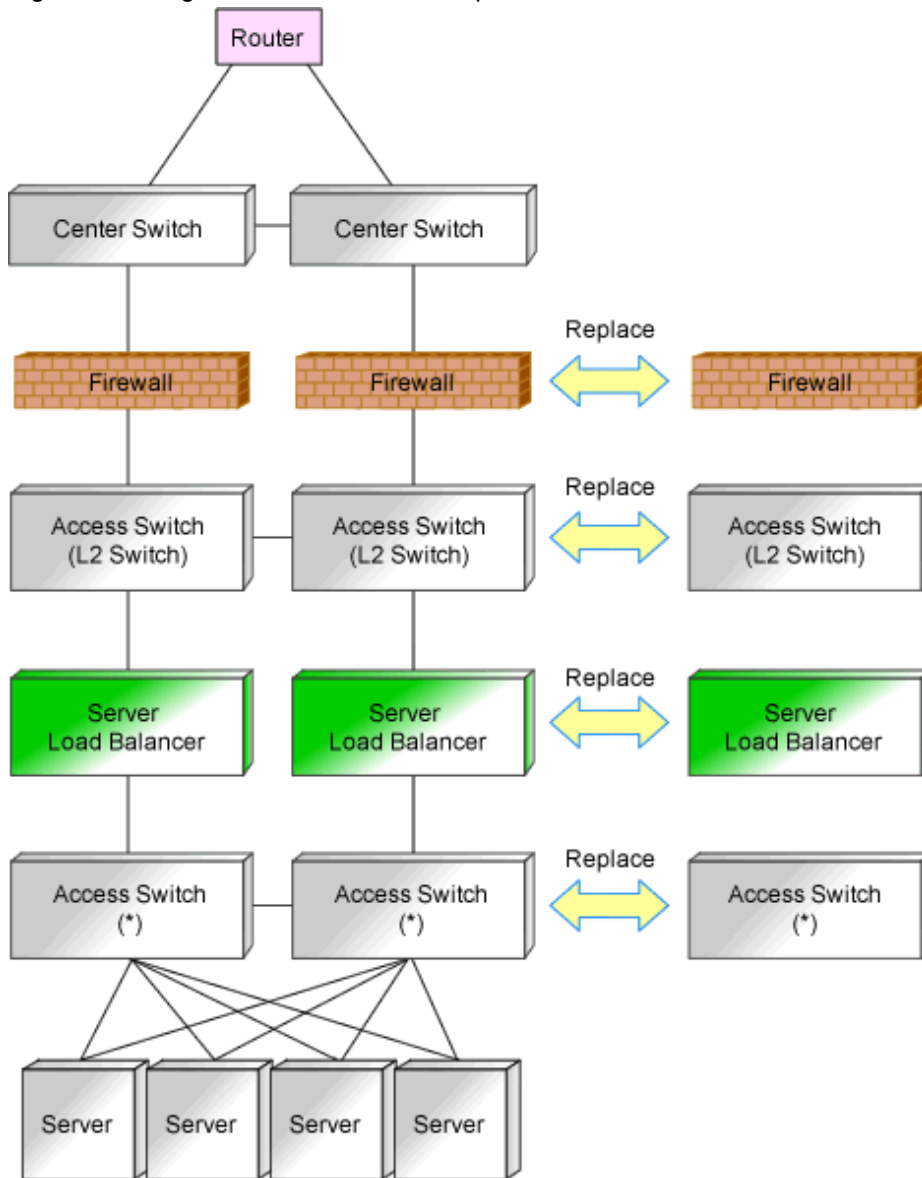 Router
Center Switch
Center Switch
Replace
Firewall
Firewall
Firewall
Replace
Access Switch
(L2 Switch)
Access Switch
(L2 Switch)
Access Switch
(L2 Switch)
Replace
Server
Load Balancer
Server
Load Balancer
Server
Load Balancer
Replace
Access Switch
(*)
Access Switch
(*)
Access Switch
(*)
Server
Server
Server
Server